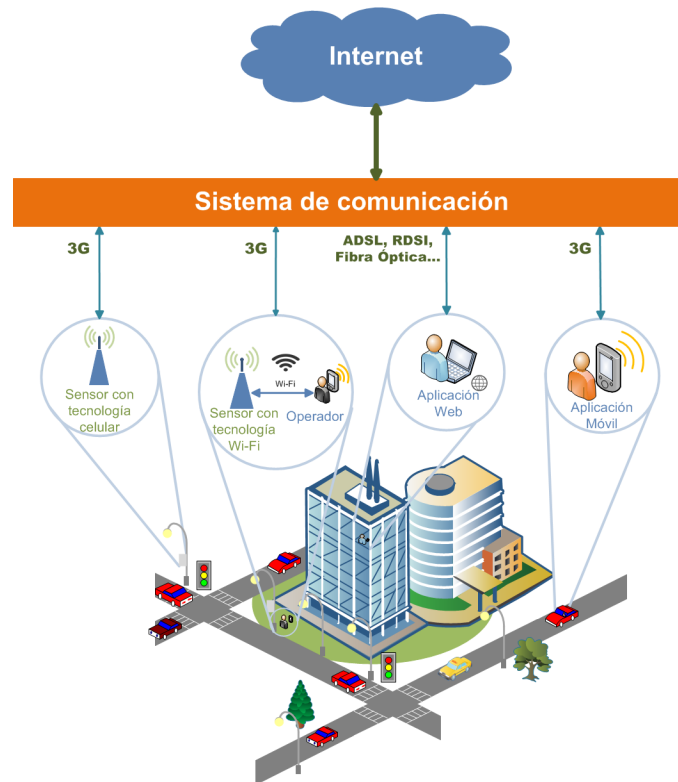 Internet
Sistema de comunicación
3G
3G
ADSL, RDSI,
Fibra Óptica...
3G
Sensor con
tecnología
celular
Wi-Fi
Sensor con
tecnología
Wi-Fi
Operador
Aplicación
Web
Aplicación
Móvil